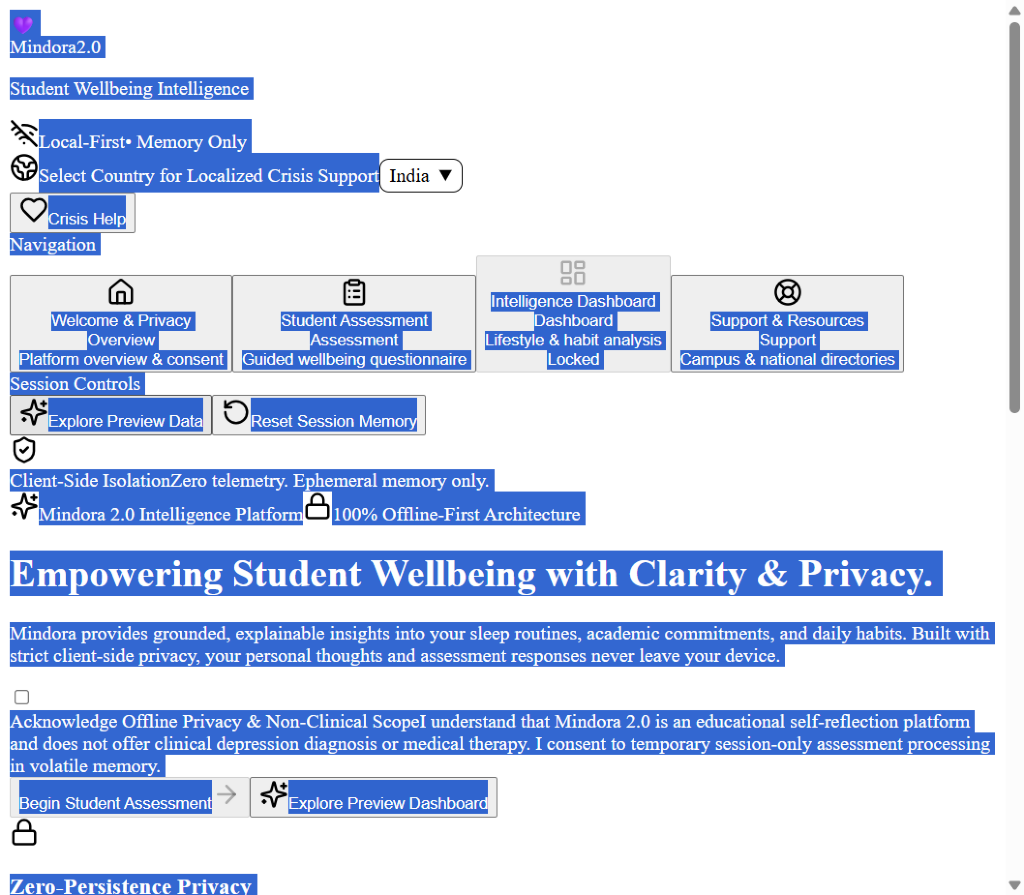 Mindora2.0
Student Wellbeing Intelligence
Local-First• Memory Only
Select Country for Localized Crisis Support India ▼
Crisis Help
Navigation
Welcome & Privacy
Overview
Platform overview & consent
Student Assessment
Assessment
Guided wellbeing questionnaire
Intelligence Dashboard
Dashboard
Lifestyle & habit analysis
Locked
Support & Resources
Support
Campus & national directories
Session Controls
Explore Preview Data Reset Session Memory
Client-Side IsolationZero telemetry. Ephemeral memory only.
Mindora 2.0 Intelligence Platform 100% Offline-First Architecture
Empowering Student Wellbeing with Clarity & Privacy.
Mindora provides grounded, explainable insights into your sleep routines, academic commitments, and daily habits. Built with
strict client-side privacy, your personal thoughts and assessment responses never leave your device.
Acknowledge Offline Privacy & Non-Clinical ScopeI understand that Mindora 2.0 is an educational self-reflection platform
and does not offer clinical depression diagnosis or medical therapy. I consent to temporary session-only assessment processing
in volatile memory.
Begin Student Assessment Explore Preview Dashboard
Zero-Persistence Privacy